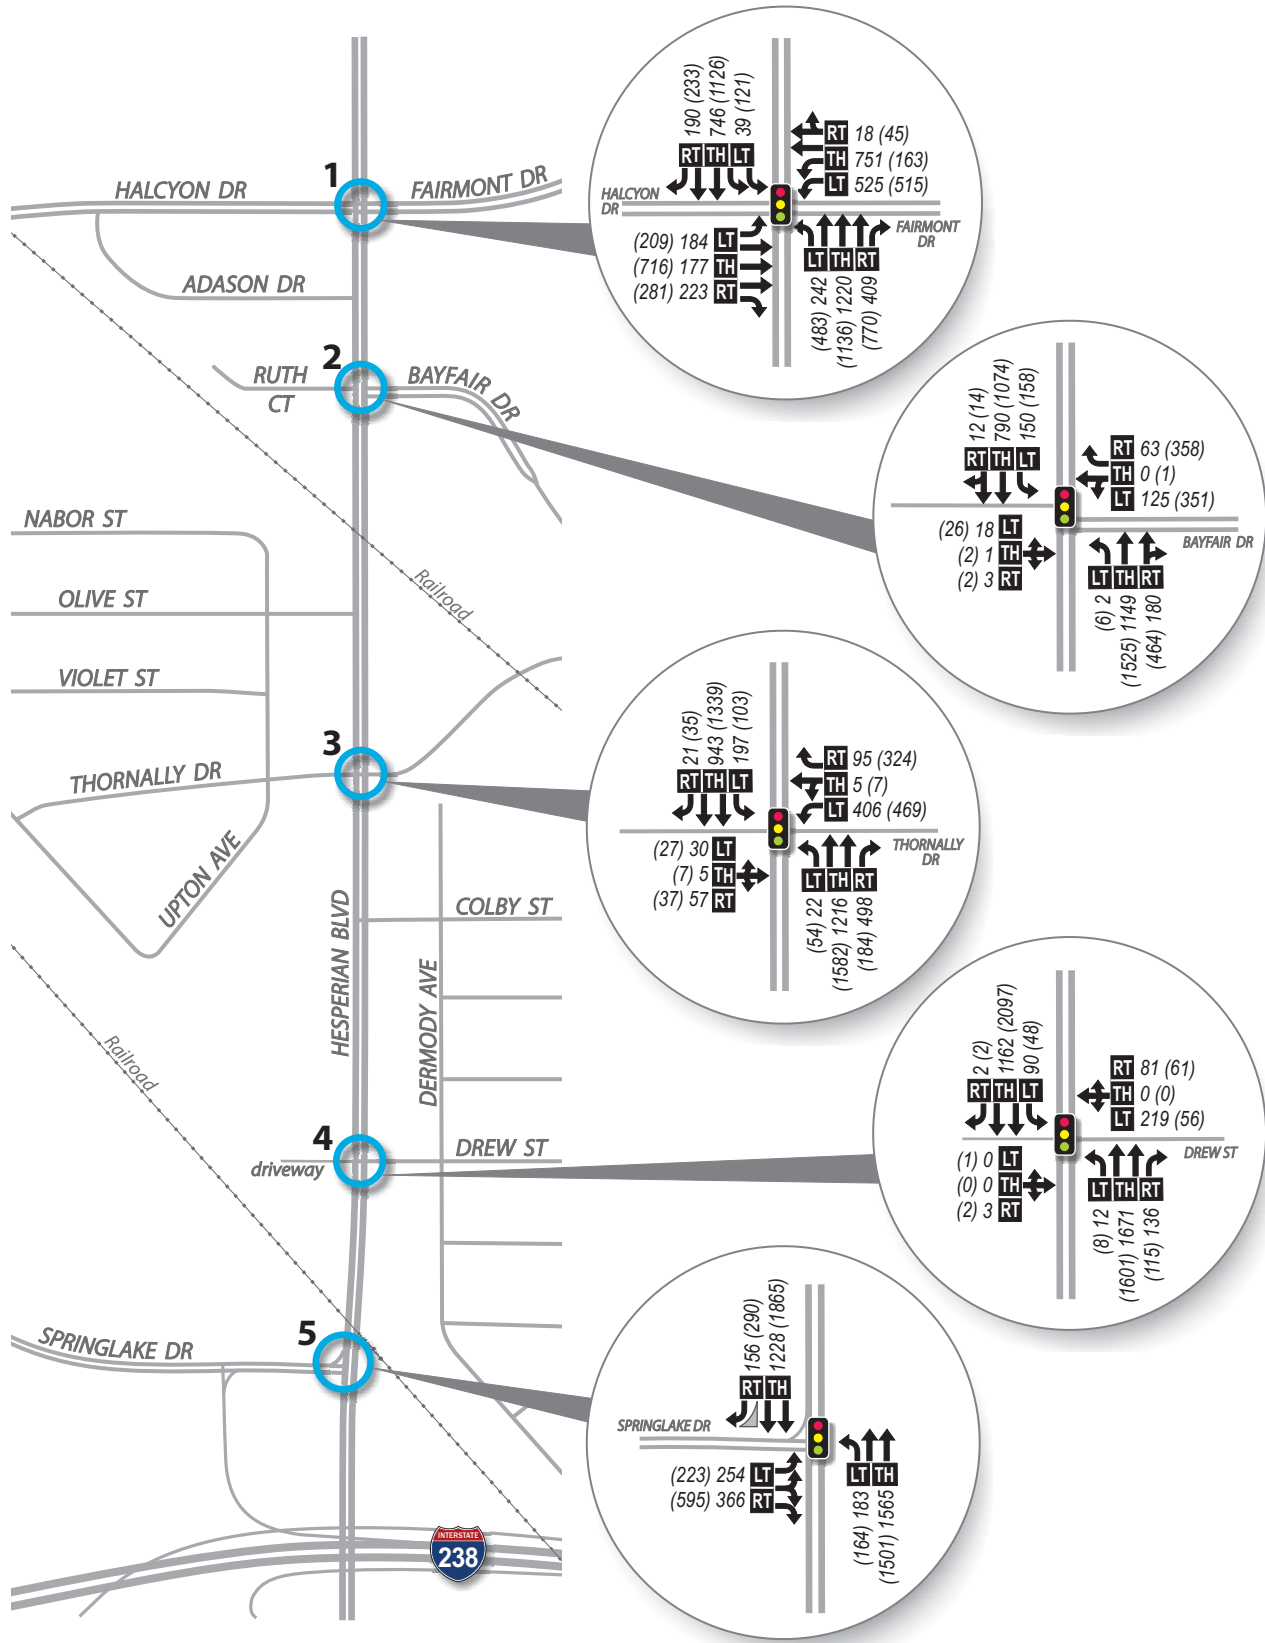 1
HALCYON DR
FAIRMONT DR
ADASON DR
2
RUTH
CT
BAYFAIR DR
NABOR ST
OLIVE ST
Railroad
VIOLET ST
3
THORNALLY DR
UPTON AVE
HESPERIAN BLVD
COLBY ST
DERMODY AVE
Railroad
4
driveway
DREW ST
5
SPRINGLAKE DR
INTERSTATE
238
190 (233)
746 (1126)
39 (121)
RT TH LT
RT 18 (45)
TH 751 (163)
LT 525 (515)
HALCYON
DR
FAIRMONT
DR
(209) 184 LT
(716) 177 TH
(281) 223 RT
LT TH RT
(483) 242
(1136) 1220
(770) 409
12 (14)
790 (1074)
150 (158)
RT TH LT
RT 63 (358)
TH 0 (1)
LT 125 (351)
BAYFAIR DR
(26) 18 LT
(2) 1 TH
(2) 3 RT
LT TH RT
(6) 2
(1525) 1149
(464) 180
21 (35)
943 (1339)
197 (103)
RT TH LT
RT 95 (324)
TH 5 (7)
LT 406 (469)
THORNALLY
DR
(27) 30 LT
(7) 5 TH
(37) 57 RT
LT TH RT
(54) 22
(1582) 1216
(184) 498
2 (2)
1162 (2097)
90 (48)
RT TH LT
RT 81 (61)
TH 0 (0)
LT 219 (56)
DREW ST
(1) 0 LT
(0) 0 TH
(2) 3 RT
LT TH RT
(8) 12
(1601) 1671
(115) 136
156 (290)
1228 (1865)
RT TH
SPRINGLAKE DR
(223) 254 LT
(595) 366 RT
LT TH
(164) 183
(1501) 1565